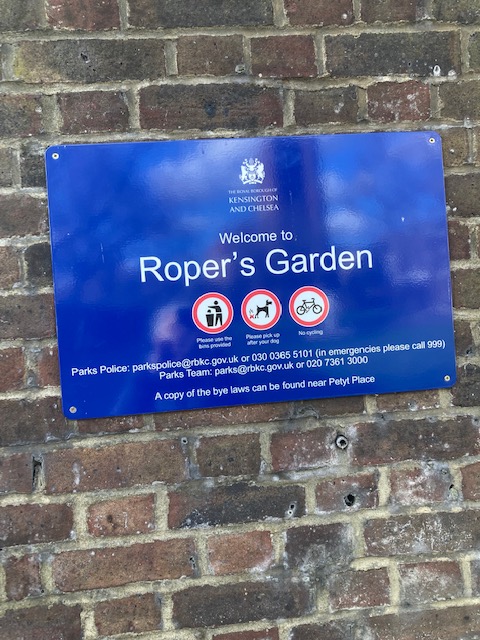 THE ROYAL BOROUGH OF
KENSINGTON
AND CHELSEA
Welcome to
Roper's Garden
Please use the
bins provided
Please pick up
after your dog
No cycling
Parks Police: parkspolice@rbkc.gov.uk or 030 0365 5101 (in emergencies please call 999)
Parks Team: parks@rbkc.gov.uk or 020 7361 3000
A copy of the bye laws can be found near Petyt Place